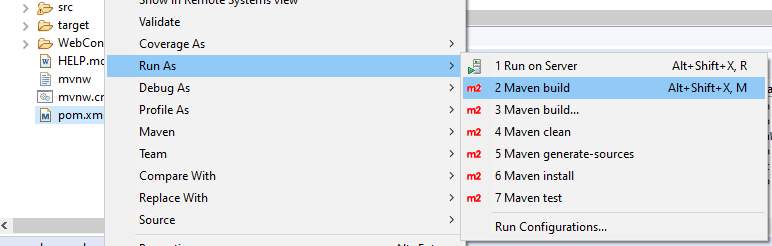 Show in Remote Systems view
src
target
Validate
WebCon
Coverage As
HELP.mc
Run As
1 Run on Server Alt+Shift+X, R
mvnw
Debug As
m2 2 Maven build Alt+Shift+X, M
mvnw.cr
Profile As
m2 3 Maven build...
pom.xm
Maven
m2 4 Maven clean
Team
m2 5 Maven generate-sources
Compare With
m2 6 Maven install
Replace With
m2 7 Maven test
Source
Run Configurations...